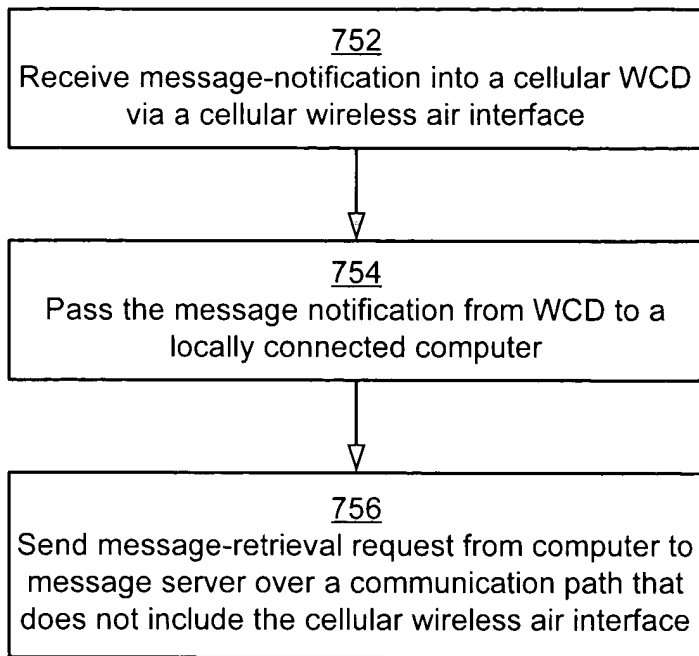 752
Receive message-notification into a cellular WCD
via a cellular wireless air interface
754
Pass the message notification from WCD to a
locally connected computer
756
Send message-retrieval request from computer to
message server over a communication path that
does not include the cellular wireless air interface